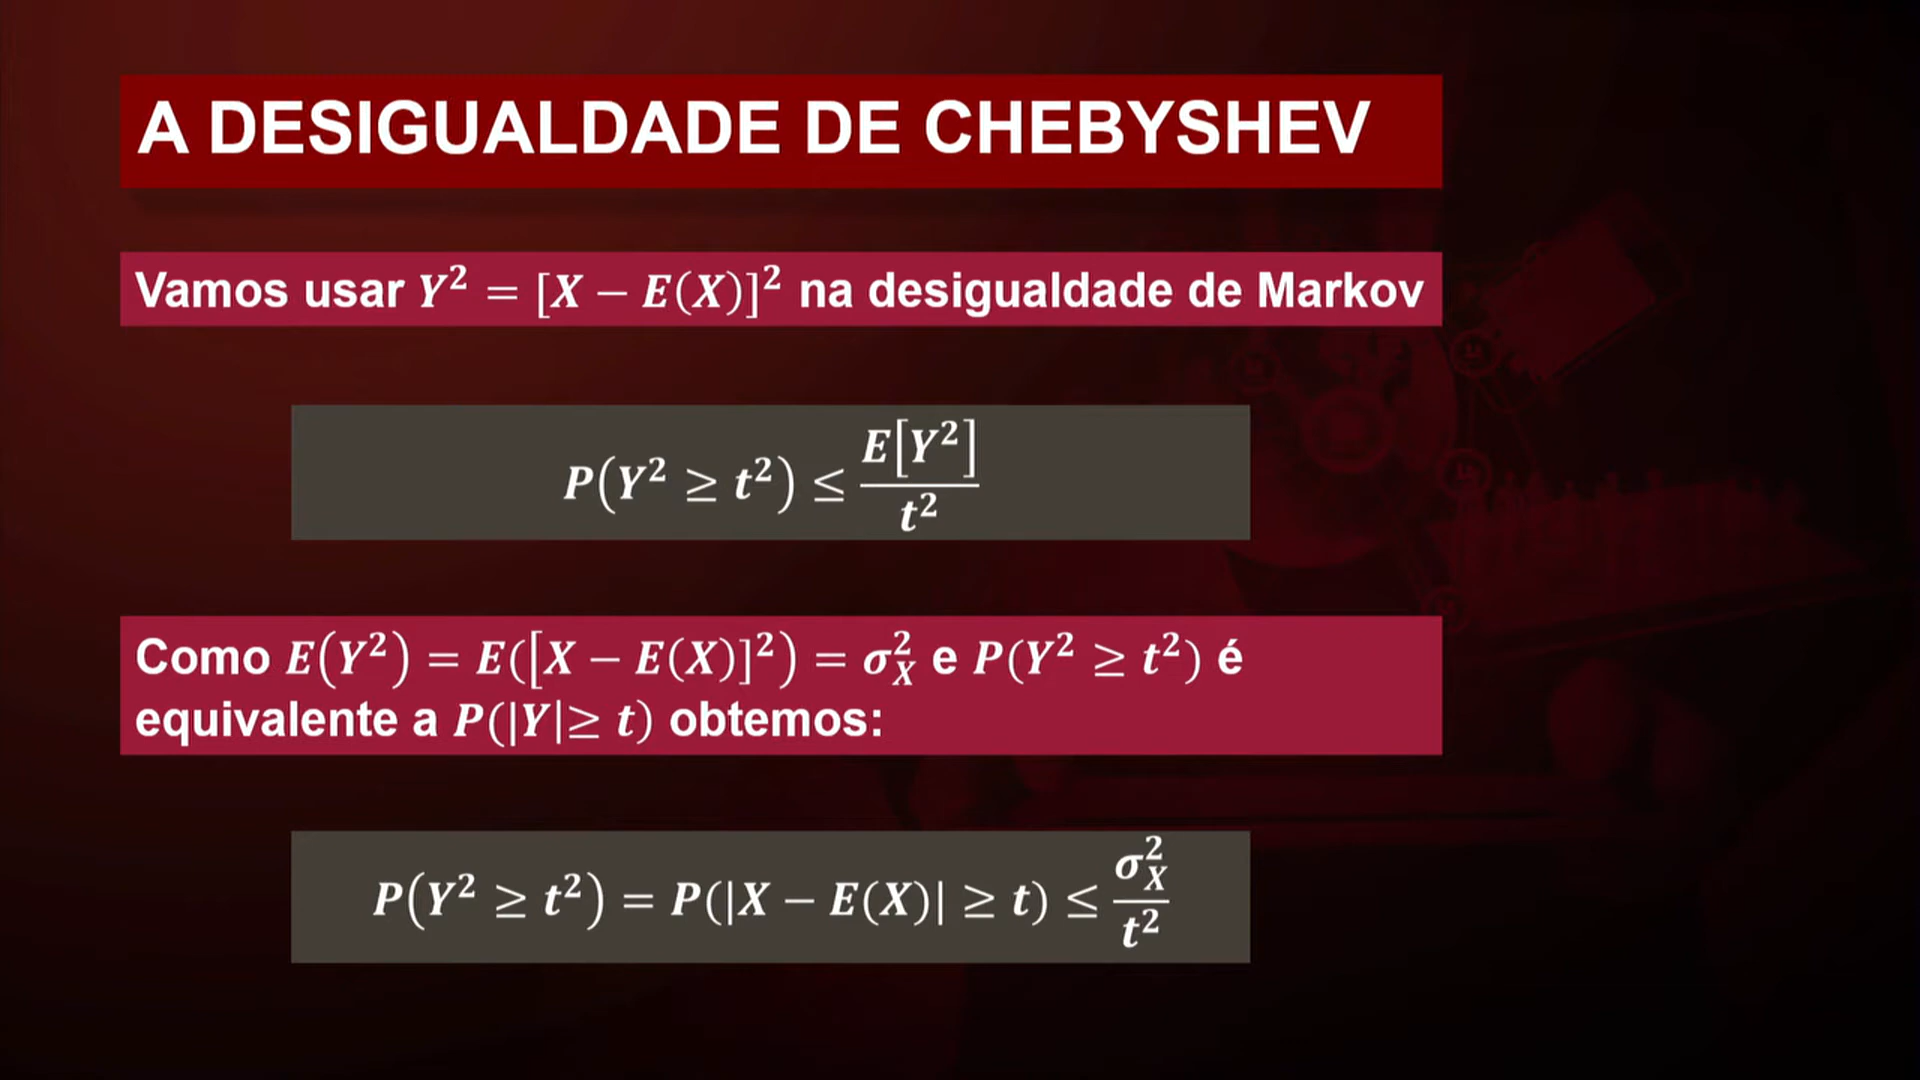 A DESIGUALDADE DE CHEBYSHEV
Vamos usar Y² = [X − E(X)]² na desigualdade de Markov
P(Y² ≥ t²) ≤ E[Y²] / t²
Como E(Y²) = E([X − E(X)]²) = σ²_X e P(Y² ≥ t²) é
equivalente a P(|Y|≥ t) obtemos:
P(Y² ≥ t²) = P(|X − E(X)| ≥ t) ≤ σ²_X / t²